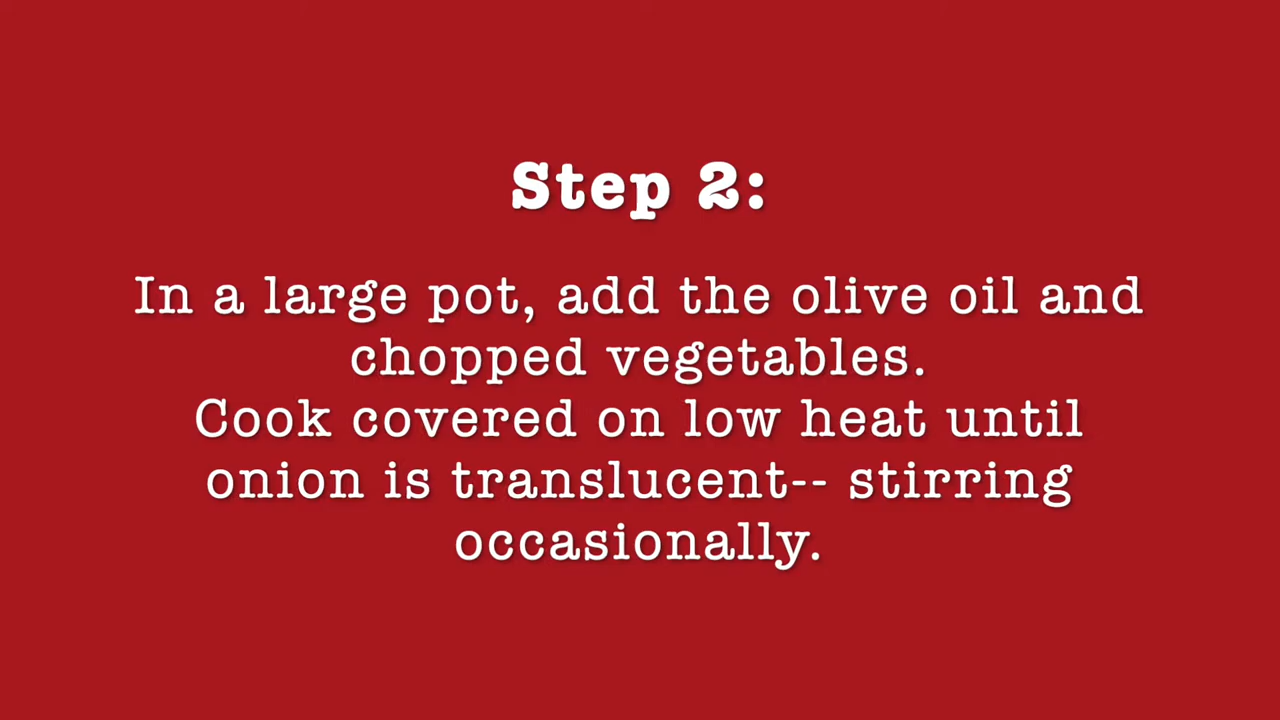 Step 2:
In a large pot, add the olive oil and
chopped vegetables.
Cook covered on low heat until
onion is translucent-- stirring
occasionally.